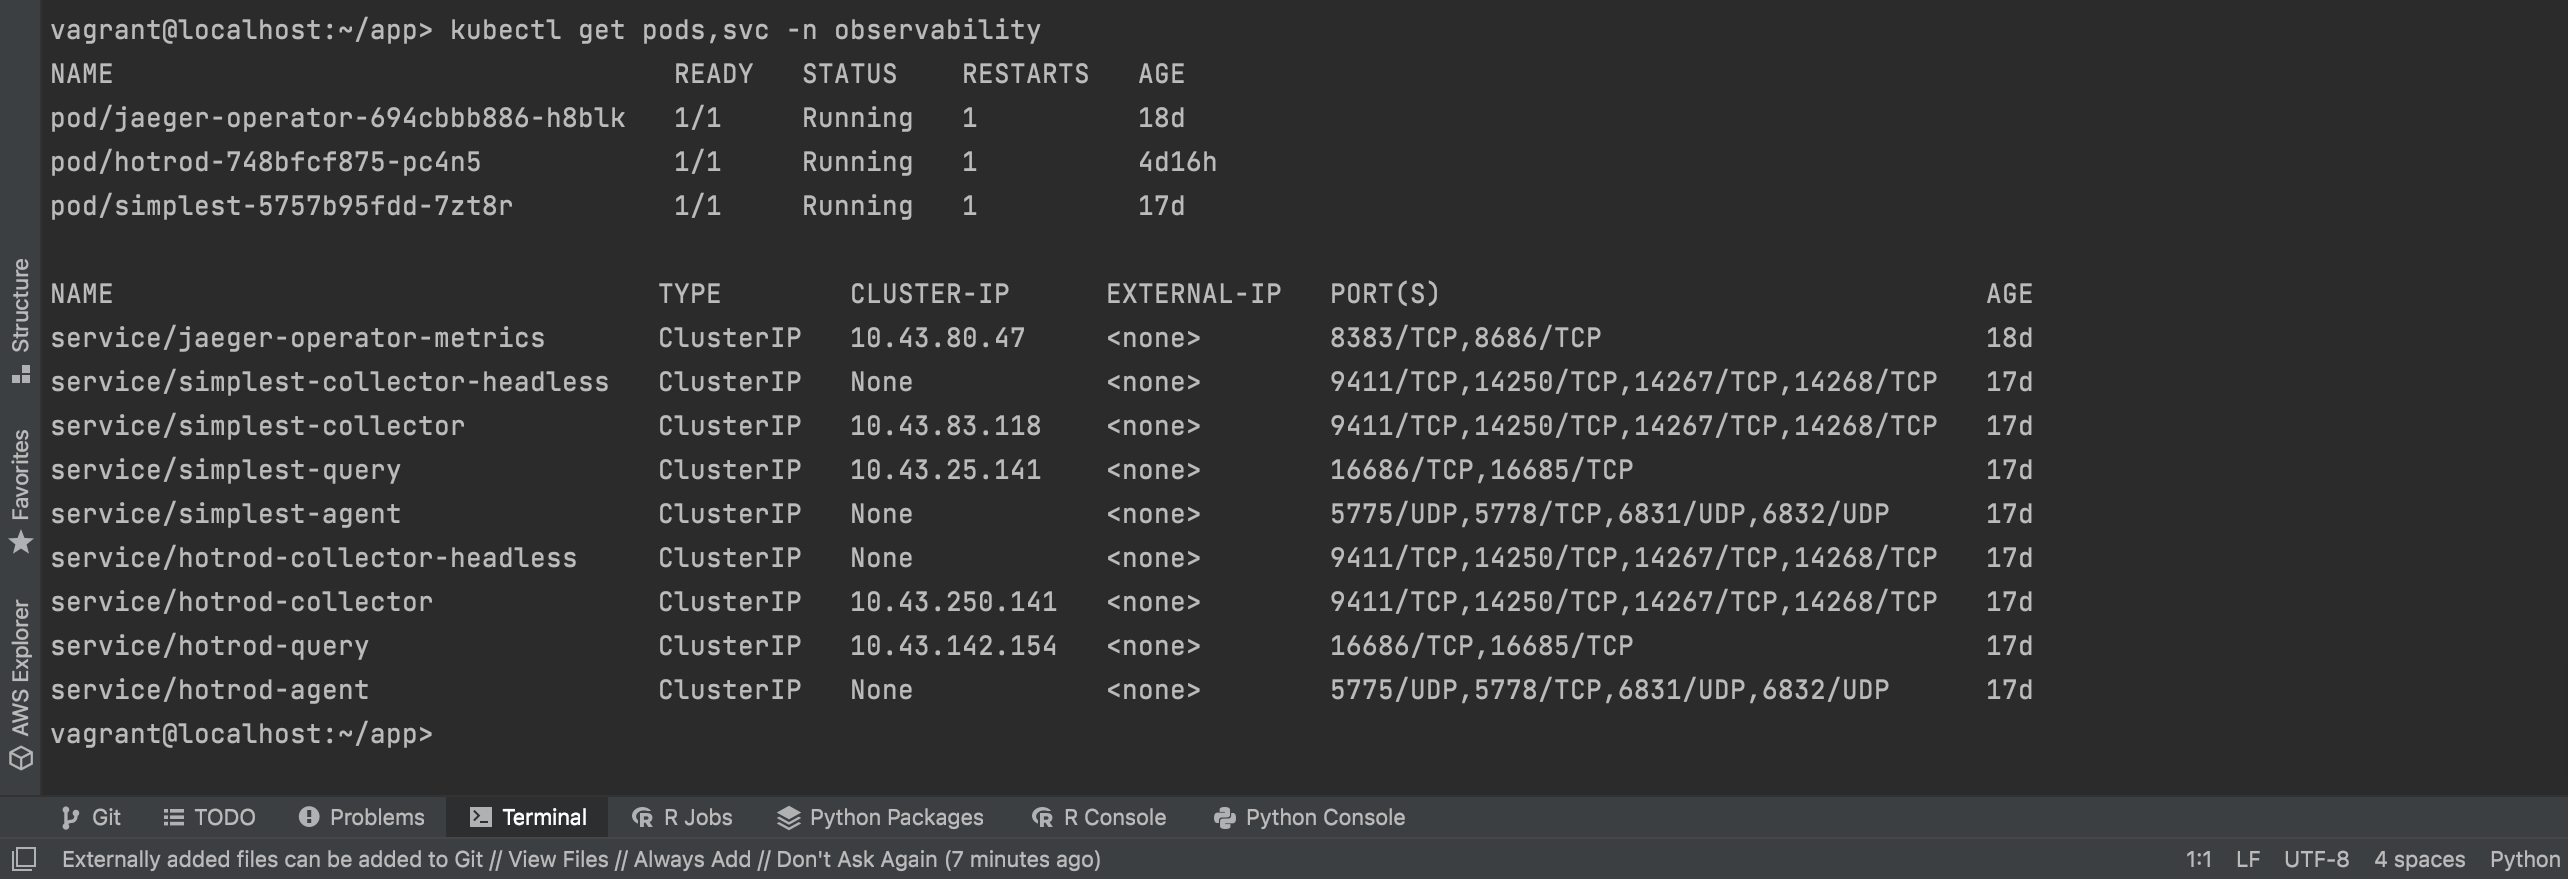 vagrant@localhost:~/app> kubectl get pods,svc -n observability
NAME READY STATUS RESTARTS AGE
pod/jaeger-operator-694cbbb886-h8blk 1/1 Running 1 18d
pod/hotrod-748bfcf875-pc4n5 1/1 Running 1 4d16h
pod/simplest-5757b95fdd-7zt8r 1/1 Running 1 17d
NAME TYPE CLUSTER-IP EXTERNAL-IP PORT(S) AGE
service/jaeger-operator-metrics ClusterIP 10.43.80.47 <none> 8383/TCP,8686/TCP 18d
service/simplest-collector-headless ClusterIP None <none> 9411/TCP,14250/TCP,14267/TCP,14268/TCP 17d
service/simplest-collector ClusterIP 10.43.83.118 <none> 9411/TCP,14250/TCP,14267/TCP,14268/TCP 17d
service/simplest-query ClusterIP 10.43.25.141 <none> 16686/TCP,16685/TCP 17d
service/simplest-agent ClusterIP None <none> 5775/UDP,5778/TCP,6831/UDP,6832/UDP 17d
service/hotrod-collector-headless ClusterIP None <none> 9411/TCP,14250/TCP,14267/TCP,14268/TCP 17d
service/hotrod-collector ClusterIP 10.43.250.141 <none> 9411/TCP,14250/TCP,14267/TCP,14268/TCP 17d
service/hotrod-query ClusterIP 10.43.142.154 <none> 16686/TCP,16685/TCP 17d
service/hotrod-agent ClusterIP None <none> 5775/UDP,5778/TCP,6831/UDP,6832/UDP 17d
vagrant@localhost:~/app>
Structure
Favorites
AWS Explorer
Git TODO Problems Terminal R Jobs Python Packages R Console Python Console
Externally added files can be added to Git // View Files // Always Add // Don't Ask Again (7 minutes ago) 1:1 LF UTF-8 4 spaces Python